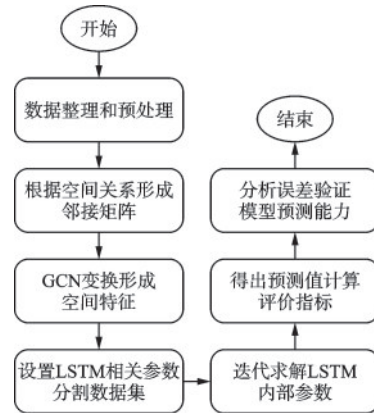 开始
数据整理和预处理
根据空间关系形成
邻接矩阵
GCN变换形成
空间特征
设置LSTM相关参数
分割数据集
迭代求解LSTM
内部参数
得出预测值计算
评价指标
分析误差验证
模型预测能力
结束